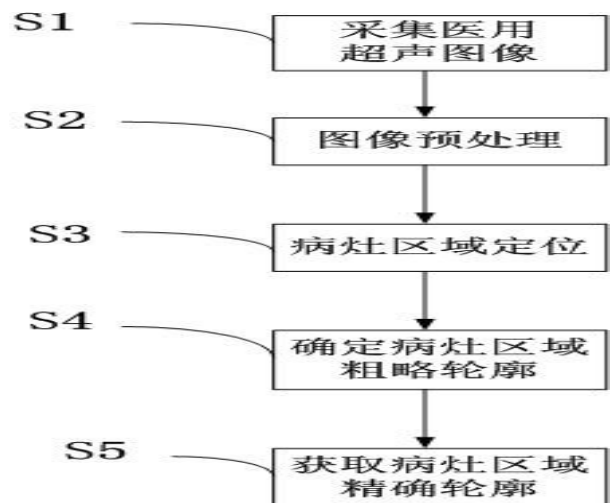 S1
采集医用
超声图像
S2
图像预处理
S3
病灶区域定位
S4
确定病灶区域
粗略轮廓
S5
获取病灶区域
精确轮廓